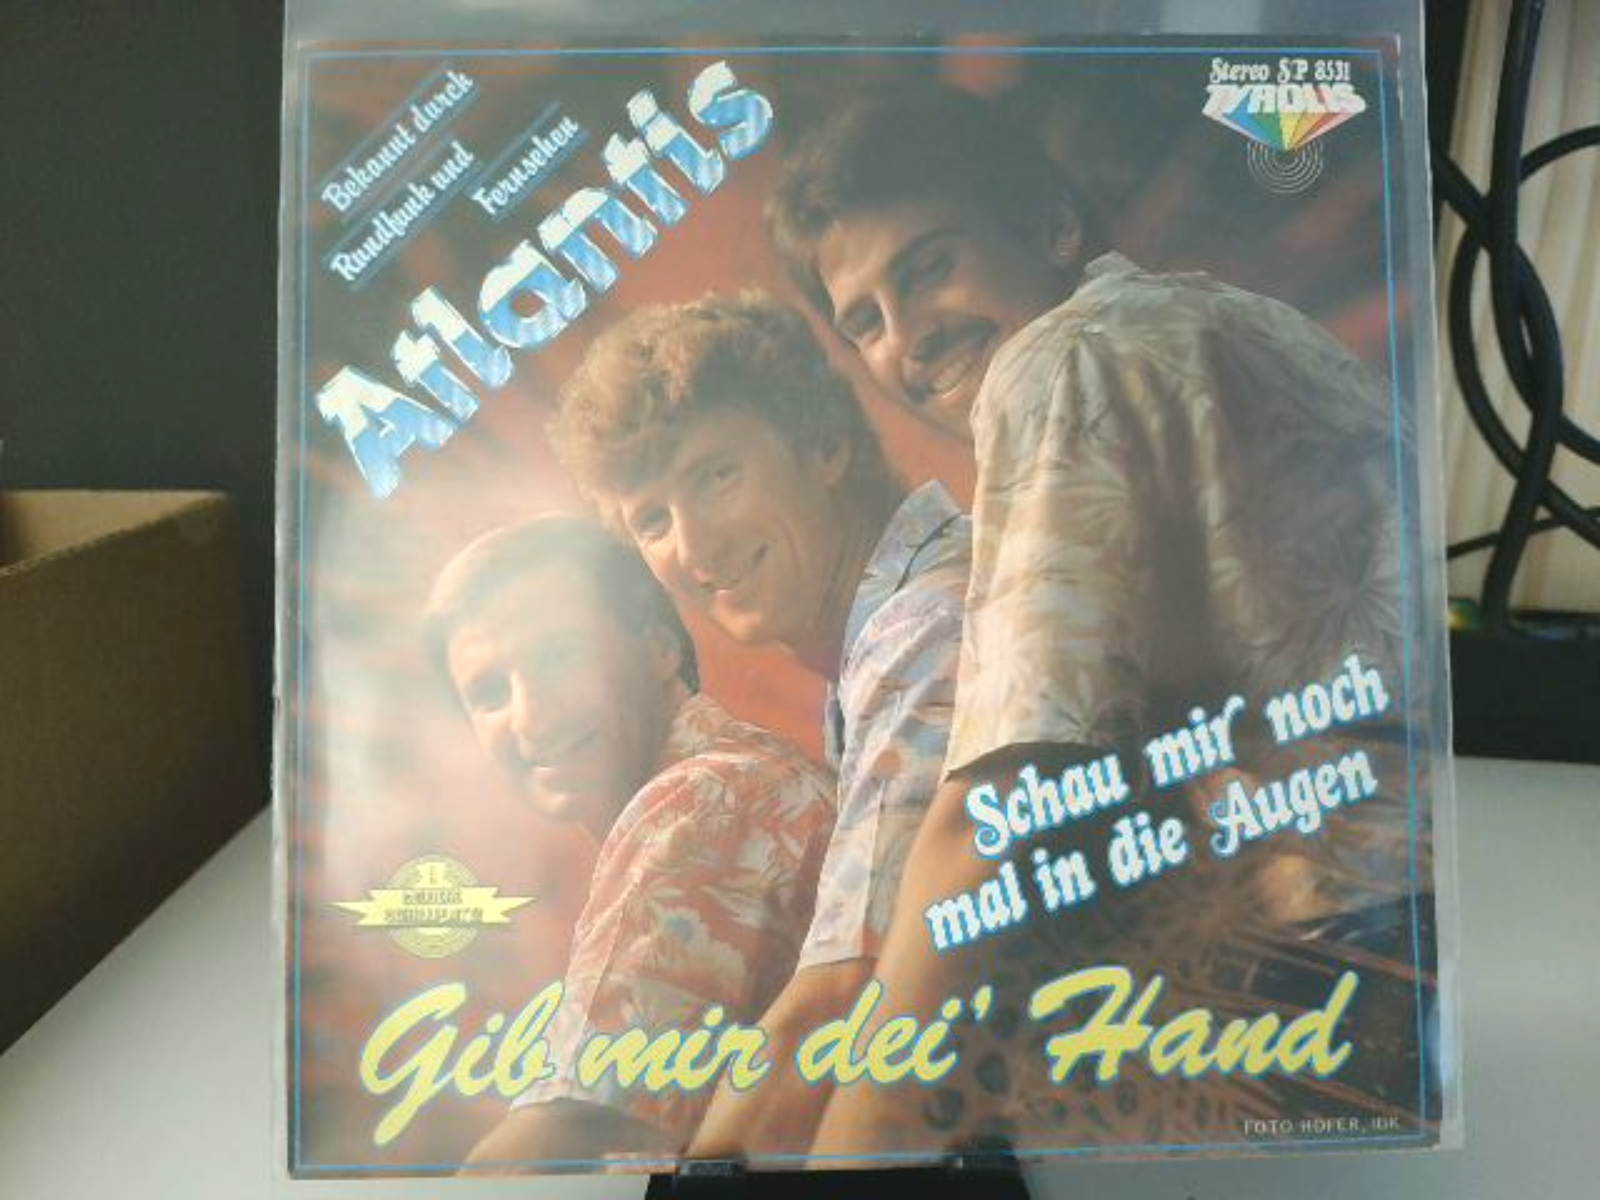 Bekannt durch
Rundfunk und
Fernsehen
Atlantis
Stereo SP 8531
TYROLIS
Schau mir noch
mal in die Augen
Gib mir dei' Hand
FOTO HOFER, IBK